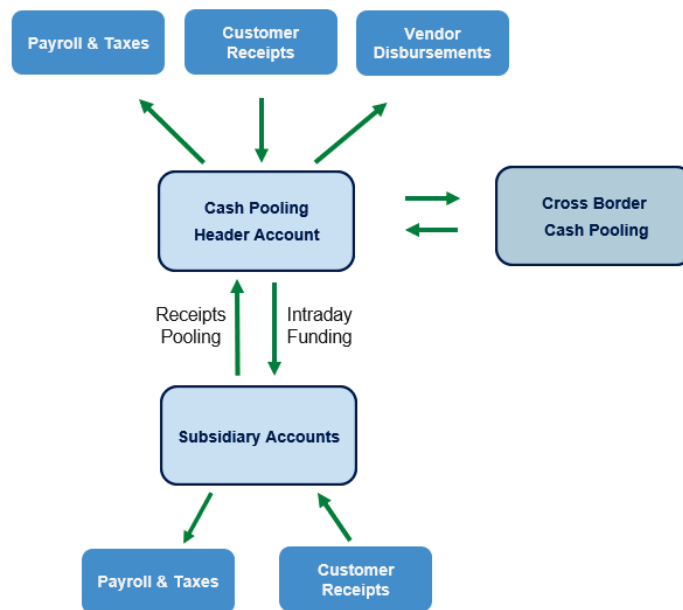 Payroll & Taxes
Customer
Receipts
Vendor
Disbursements
Cash Pooling
Header Account
Cross Border
Cash Pooling
Receipts
Pooling
Intraday
Funding
Subsidiary Accounts
Payroll & Taxes
Customer
Receipts